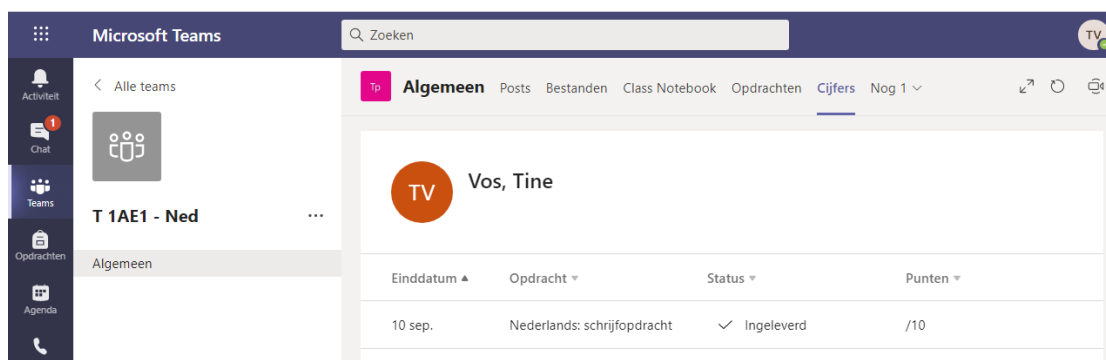 Microsoft Teams
Zoeken
TV
Activiteit
Chat
1
Teams
Opdrachten
Agenda
Alle teams
T 1AE1 - Ned
...
Algemeen
Tp
Algemeen Posts Bestanden Class Notebook Opdrachten Cijfers Nog 1
TV
Vos, Tine
Einddatum Opdracht Status Punten
10 sep. Nederlands: schrijfopdracht Ingeleverd /10